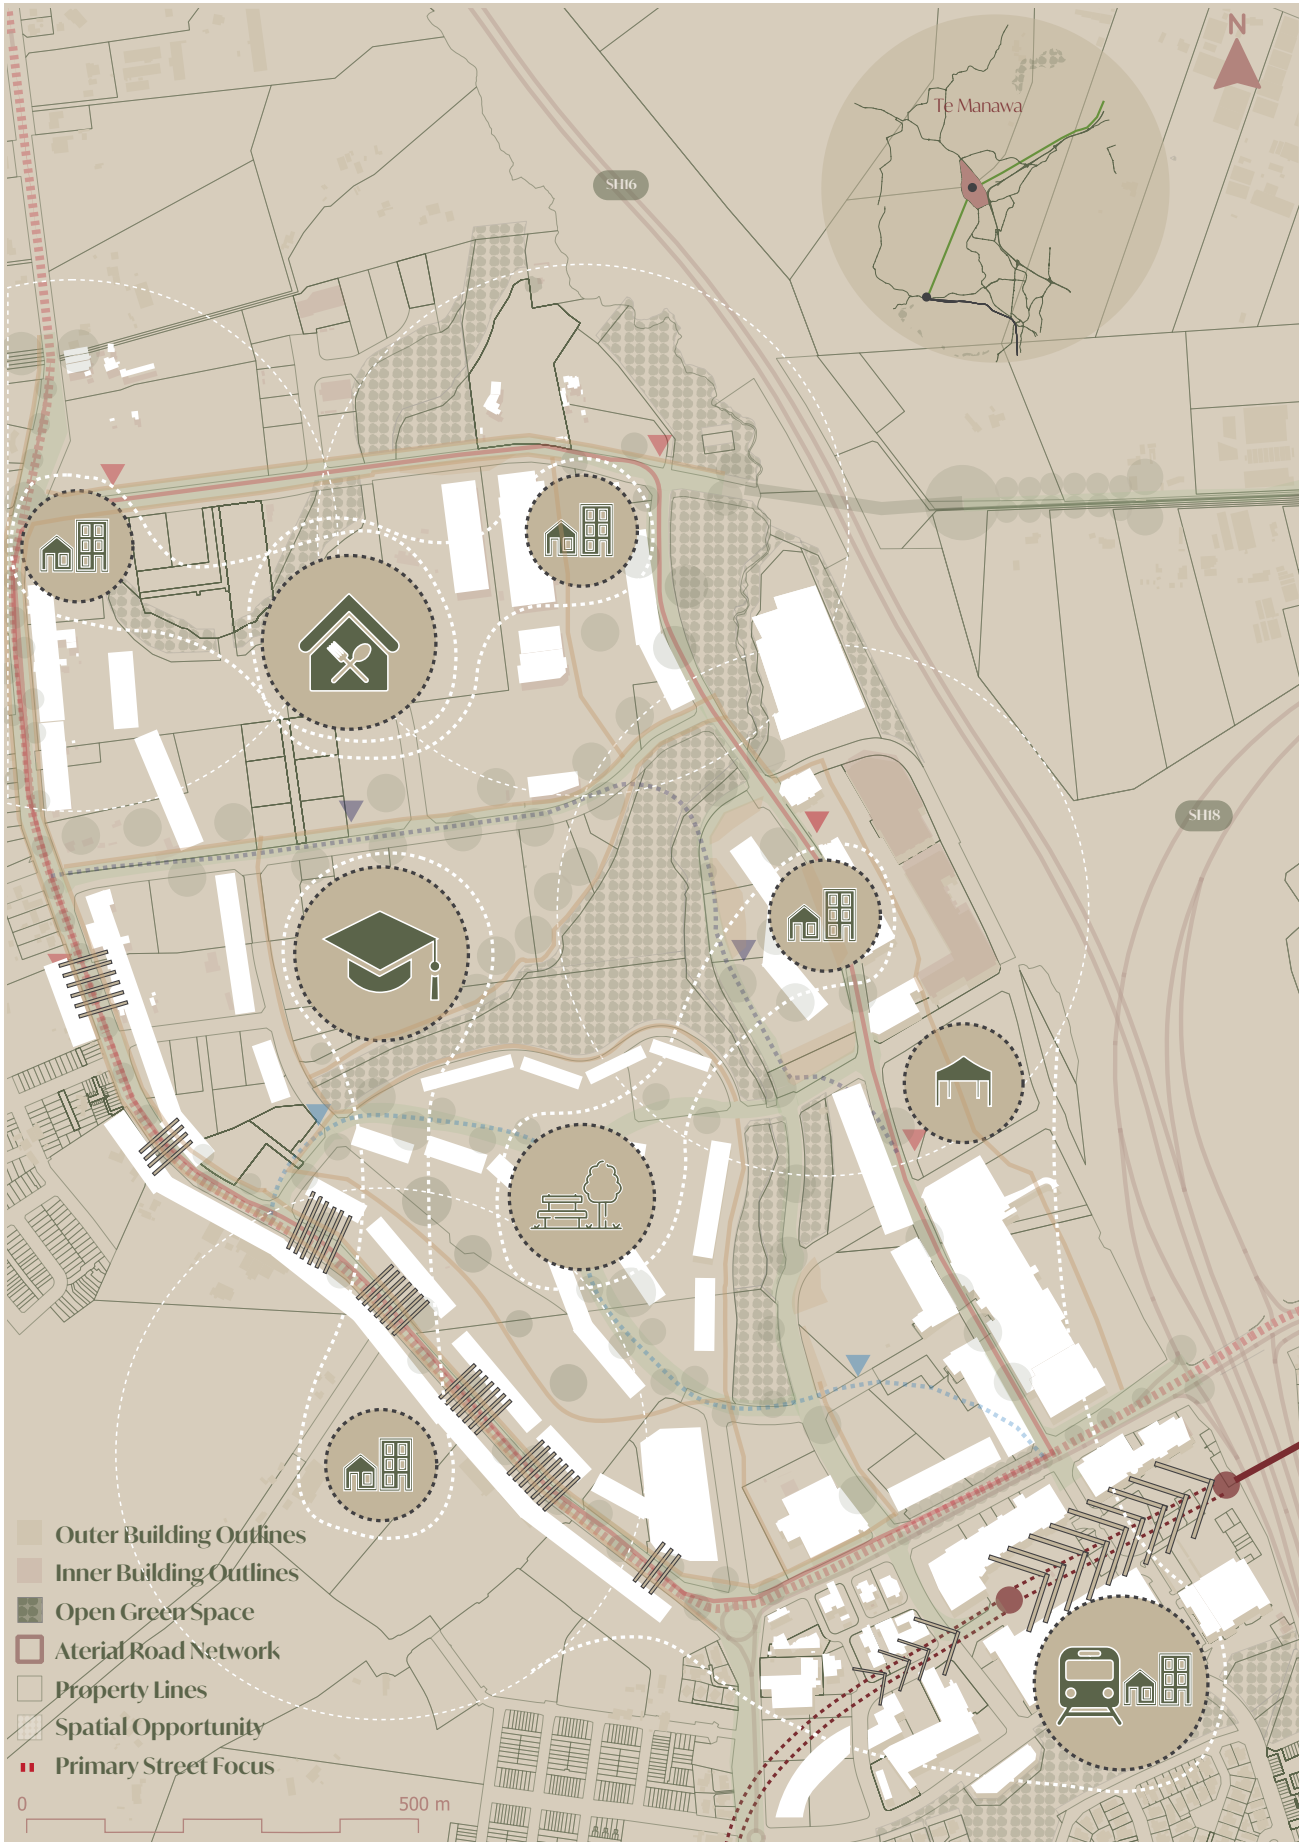 N
Te Manawa
SH16
SH18
Outer Building Outlines
Inner Building Outlines
Open Green Space
Aterial Road Network
Property Lines
Spatial Opportunity
Primary Street Focus
0 500 m